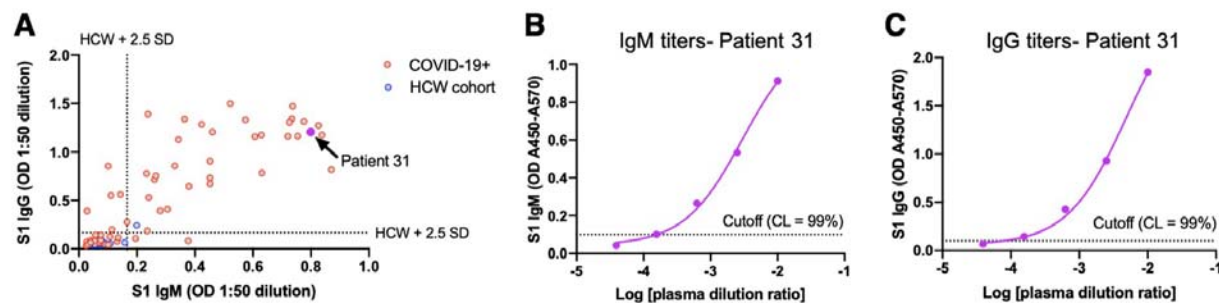 A
HCW + 2.5 SD
COVID-19+
HCW cohort
S1 IgG (OD 1:50 dilution)
2.0
1.5
1.0
0.5
0.0
Patient 31
HCW + 2.5 SD
0.0 0.2 0.4 0.6 0.8 1.0
S1 IgM (OD 1:50 dilution)
B
IgM titers- Patient 31
S1 IgM (OD A450-A570)
1.0
0.8
0.6
0.4
0.2
0.0
Cutoff (CL = 99%)
-5 -4 -3 -2 -1
Log [plasma dilution ratio]
C
IgG titers- Patient 31
S1 IgG (OD A450-A570)
2.0
1.5
1.0
0.5
0.0
Cutoff (CL = 99%)
-5 -4 -3 -2 -1
Log [plasma dilution ratio]